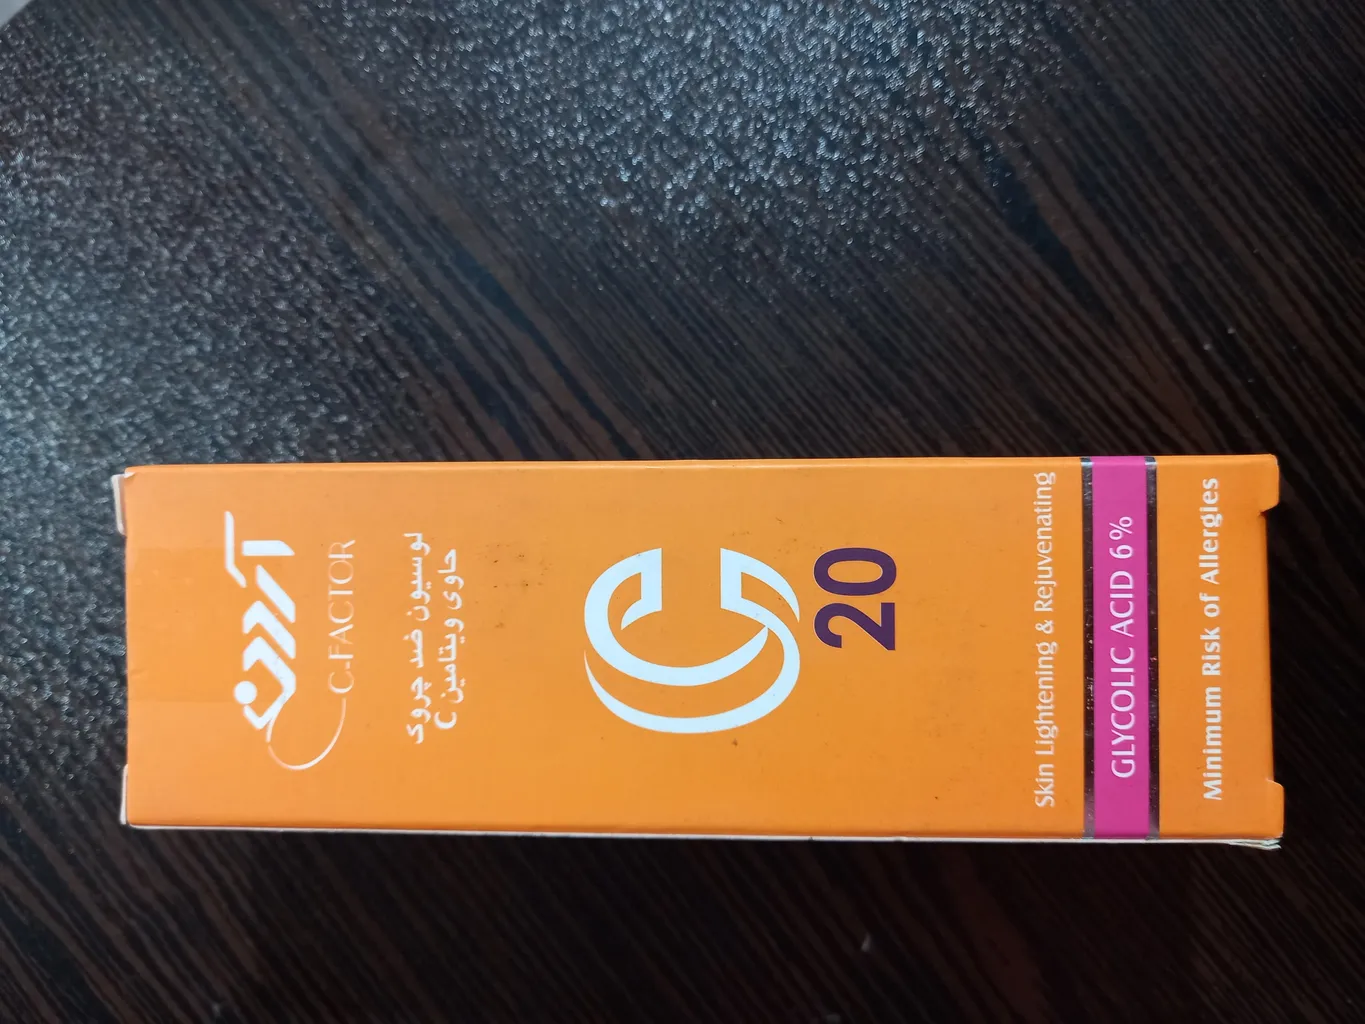 آردن
C-FACTOR
لوسیون ضد چروک
حاوی ویتامین C
C
20
Skin Lightening & Rejuvenating
GLYCOLIC ACID 6%
Minimum Risk of Allergies